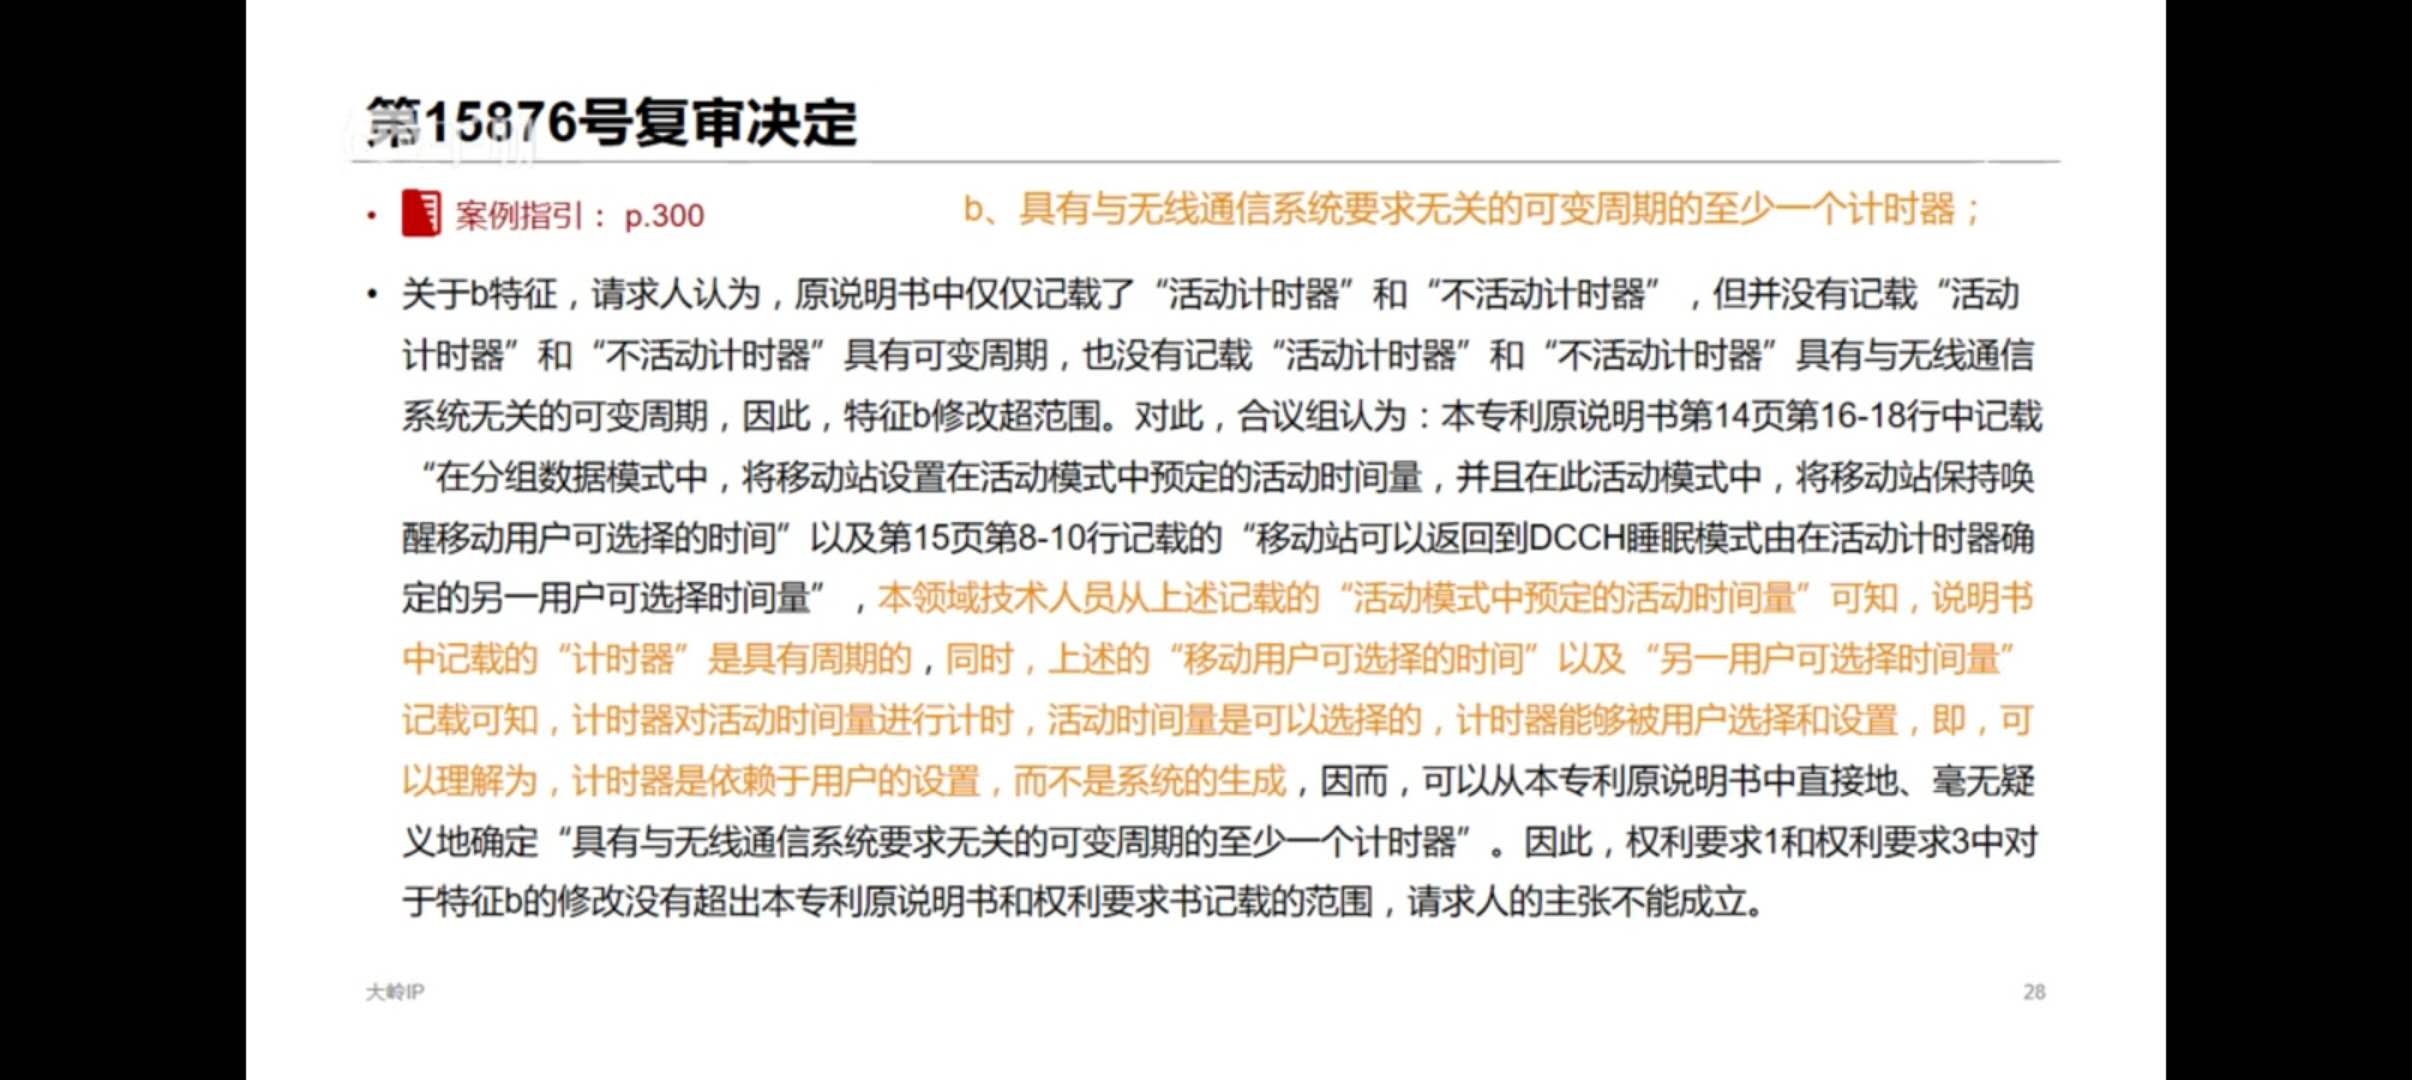 第15876号复审决定
• 案例指引：p.300
b、具有与无线通信系统要求无关的可变周期的至少一个计时器；
• 关于b特征，请求人认为，原说明书中仅仅记载了“活动计时器”和“不活动计时器”，但并没有记载“活动
计时器”和“不活动计时器”具有可变周期，也没有记载“活动计时器”和“不活动计时器”具有与无线通信
系统无关的可变周期，因此，特征b修改超范围。对此，合议组认为：本专利原说明书第14页第16-18行中记载
“在分组数据模式中，将移动站设置在活动模式中预定的活动时间量，并且在此活动模式中，将移动站保持唤
醒移动用户可选择的时间”以及第15页第8-10行记载的“移动站可以返回到DCCH睡眠模式由在活动计时器确
定的另一用户可选择时间量”，本领域技术人员从上述记载的“活动模式中预定的活动时间量”可知，说明书
中记载的“计时器”是具有周期的，同时，上述的“移动用户可选择的时间”以及“另一用户可选择时间量”
记载可知，计时器对活动时间量进行计时，活动时间量是可以选择的，计时器能够被用户选择和设置，即，可
以理解为，计时器是依赖于用户的设置，而不是系统的生成，因而，可以从本专利原说明书中直接地、毫无疑
义地确定“具有与无线通信系统要求无关的可变周期的至少一个计时器”。因此，权利要求1和权利要求3中对
于特征b的修改没有超出本专利原说明书和权利要求书记载的范围，请求人的主张不能成立。
大岭IP
28